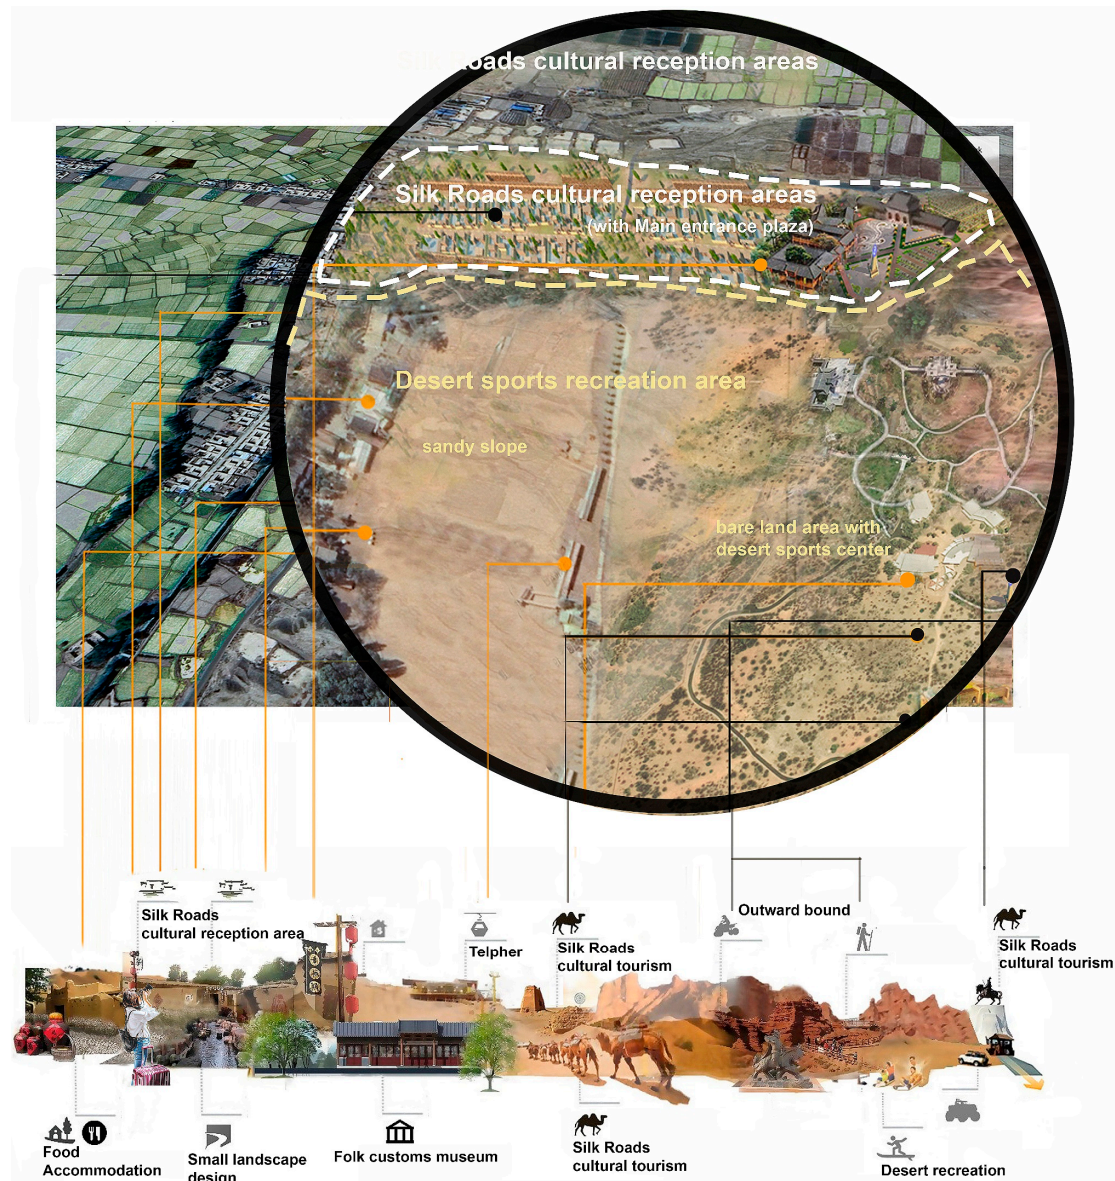 Silk Roads cultural reception areas
Silk Roads cultural reception areas
(with Main entrance plaza)
Desert sports recreation area
sandy slope
bare land area with
desert sports center
Silk Roads
cultural reception area
Telpher
Silk Roads
cultural tourism
Outward bound
Silk Roads
cultural tourism
Food
Accommodation
Small landscape
design
Folk customs museum
Silk Roads
cultural tourism
Desert recreation